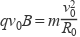 qv₀B = m v₀²/R₀